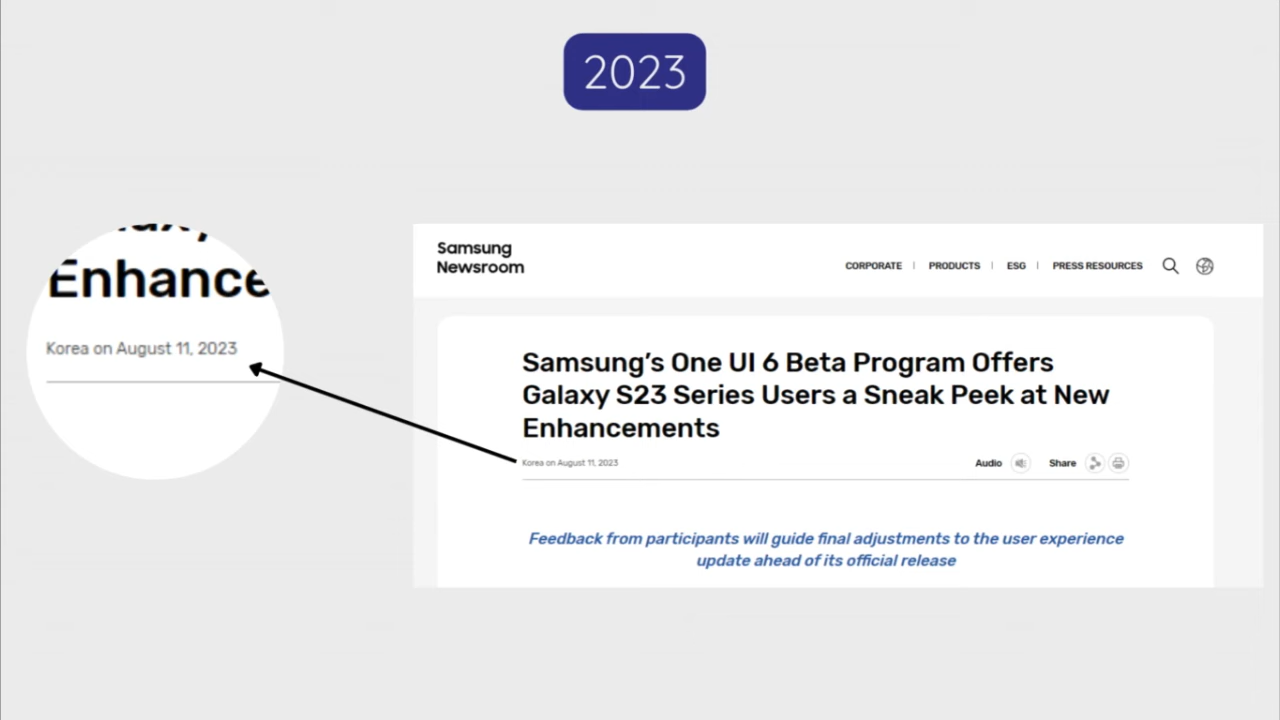 2023
Enhance
Korea on August 11, 2023
Samsung
Newsroom
CORPORATE | PRODUCTS | ESG | PRESS RESOURCES
Samsung's One UI 6 Beta Program Offers
Galaxy S23 Series Users a Sneak Peek at New
Enhancements
Korea on August 11, 2023
Audio
Share
Feedback from participants will guide final adjustments to the user experience
update ahead of its official release